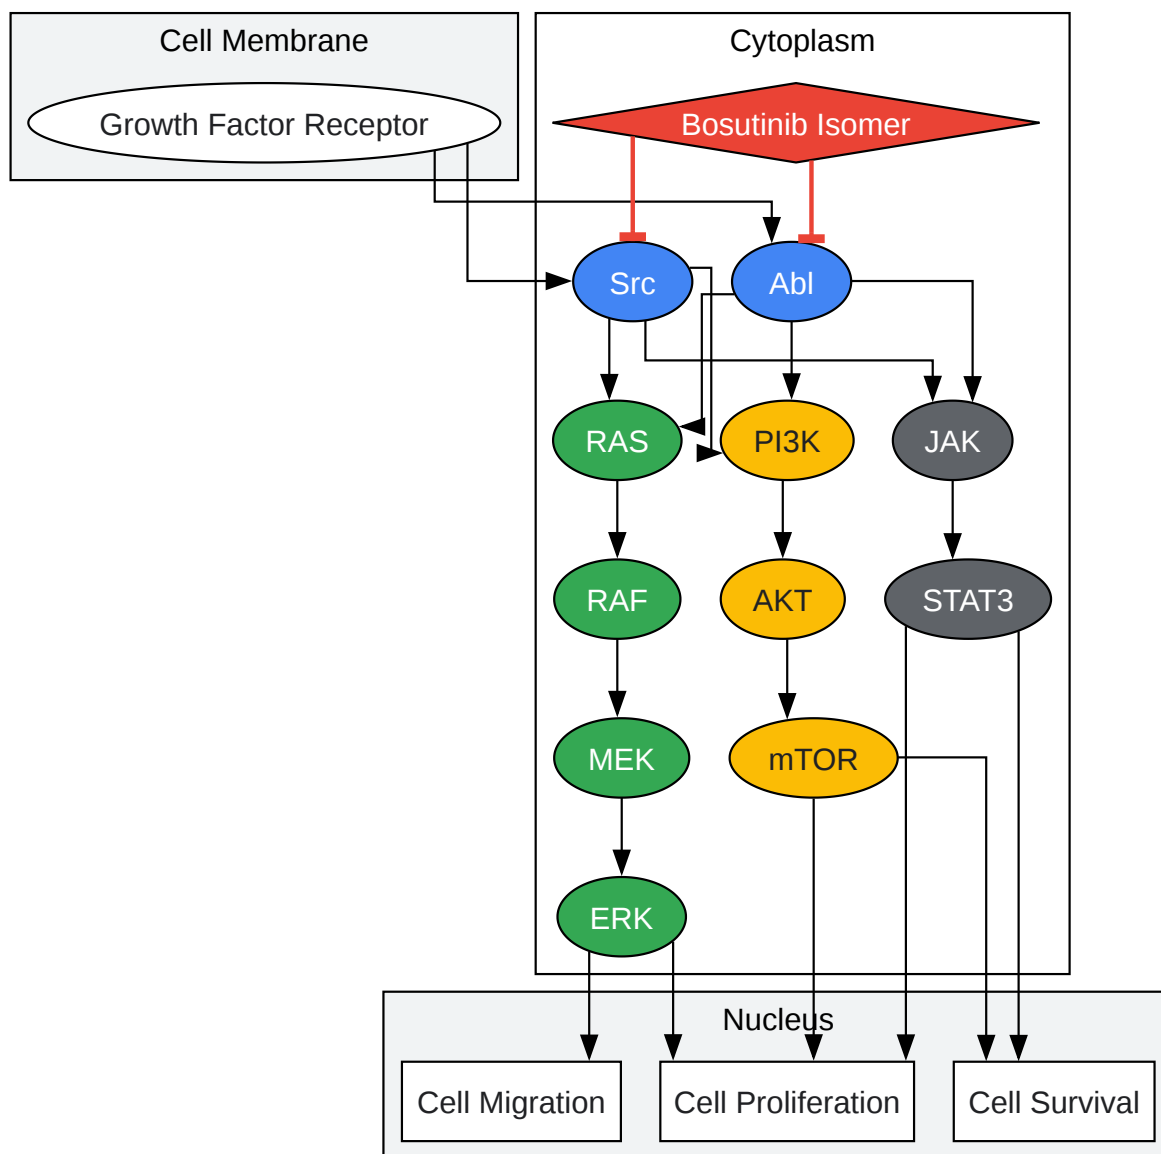 Cell Membrane
Cytoplasm
Growth Factor Receptor
Bosutinib Isomer
Src
Abl
RAS
PI3K
JAK
RAF
AKT
STAT3
MEK
mTOR
ERK
Nucleus
Cell Migration
Cell Proliferation
Cell Survival